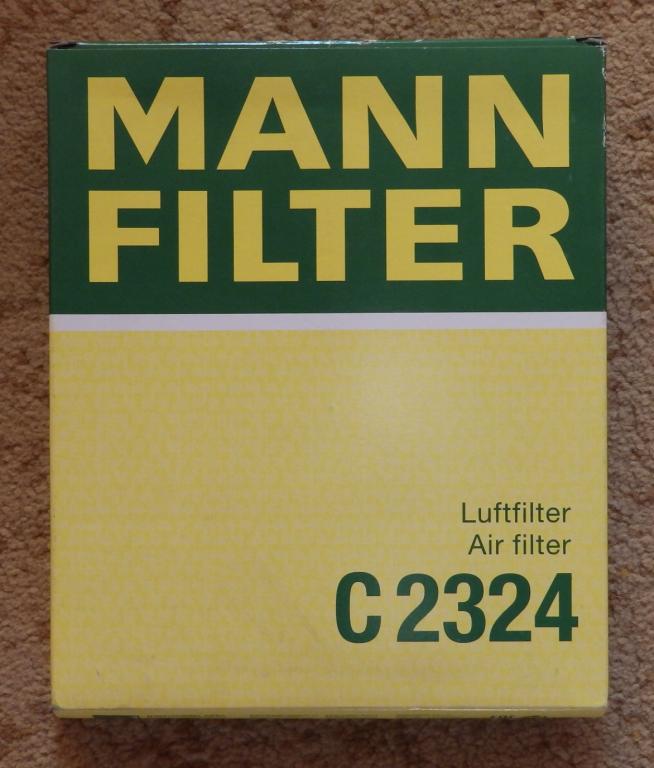 MANN
FILTER
Luftfilter
Air filter
C 2324